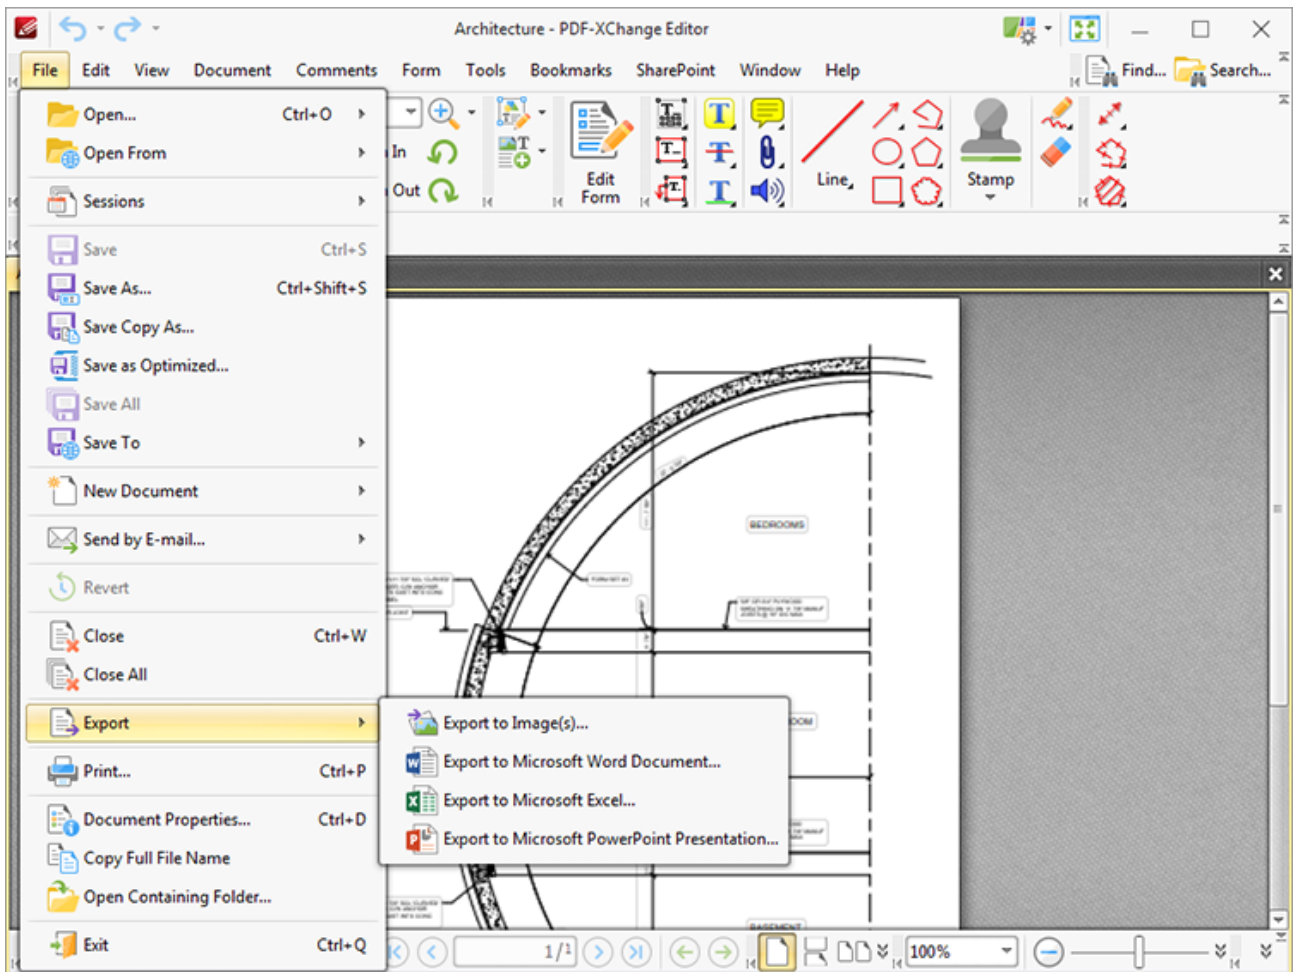 Architecture - PDF-XChange Editor
File Edit View Document Comments Form Tools Bookmarks SharePoint Window Help Find... Search...
Open... Ctrl+O
Open From
In
Out
Edit
Form
Line
Stamp
Sessions
Save Ctrl+S
Save As... Ctrl+Shift+S
Save Copy As...
Save as Optimized...
Save All
Save To
New Document
Send by E-mail...
Revert
Close Ctrl+W
Close All
Export
Print... Ctrl+P
Document Properties... Ctrl+D
Copy Full File Name
Open Containing Folder...
Exit Ctrl+Q
Export to Image(s)...
Export to Microsoft Word Document...
Export to Microsoft Excel...
Export to Microsoft PowerPoint Presentation...
BEDROOMS
OOM
BASEMENT
1/1
100%